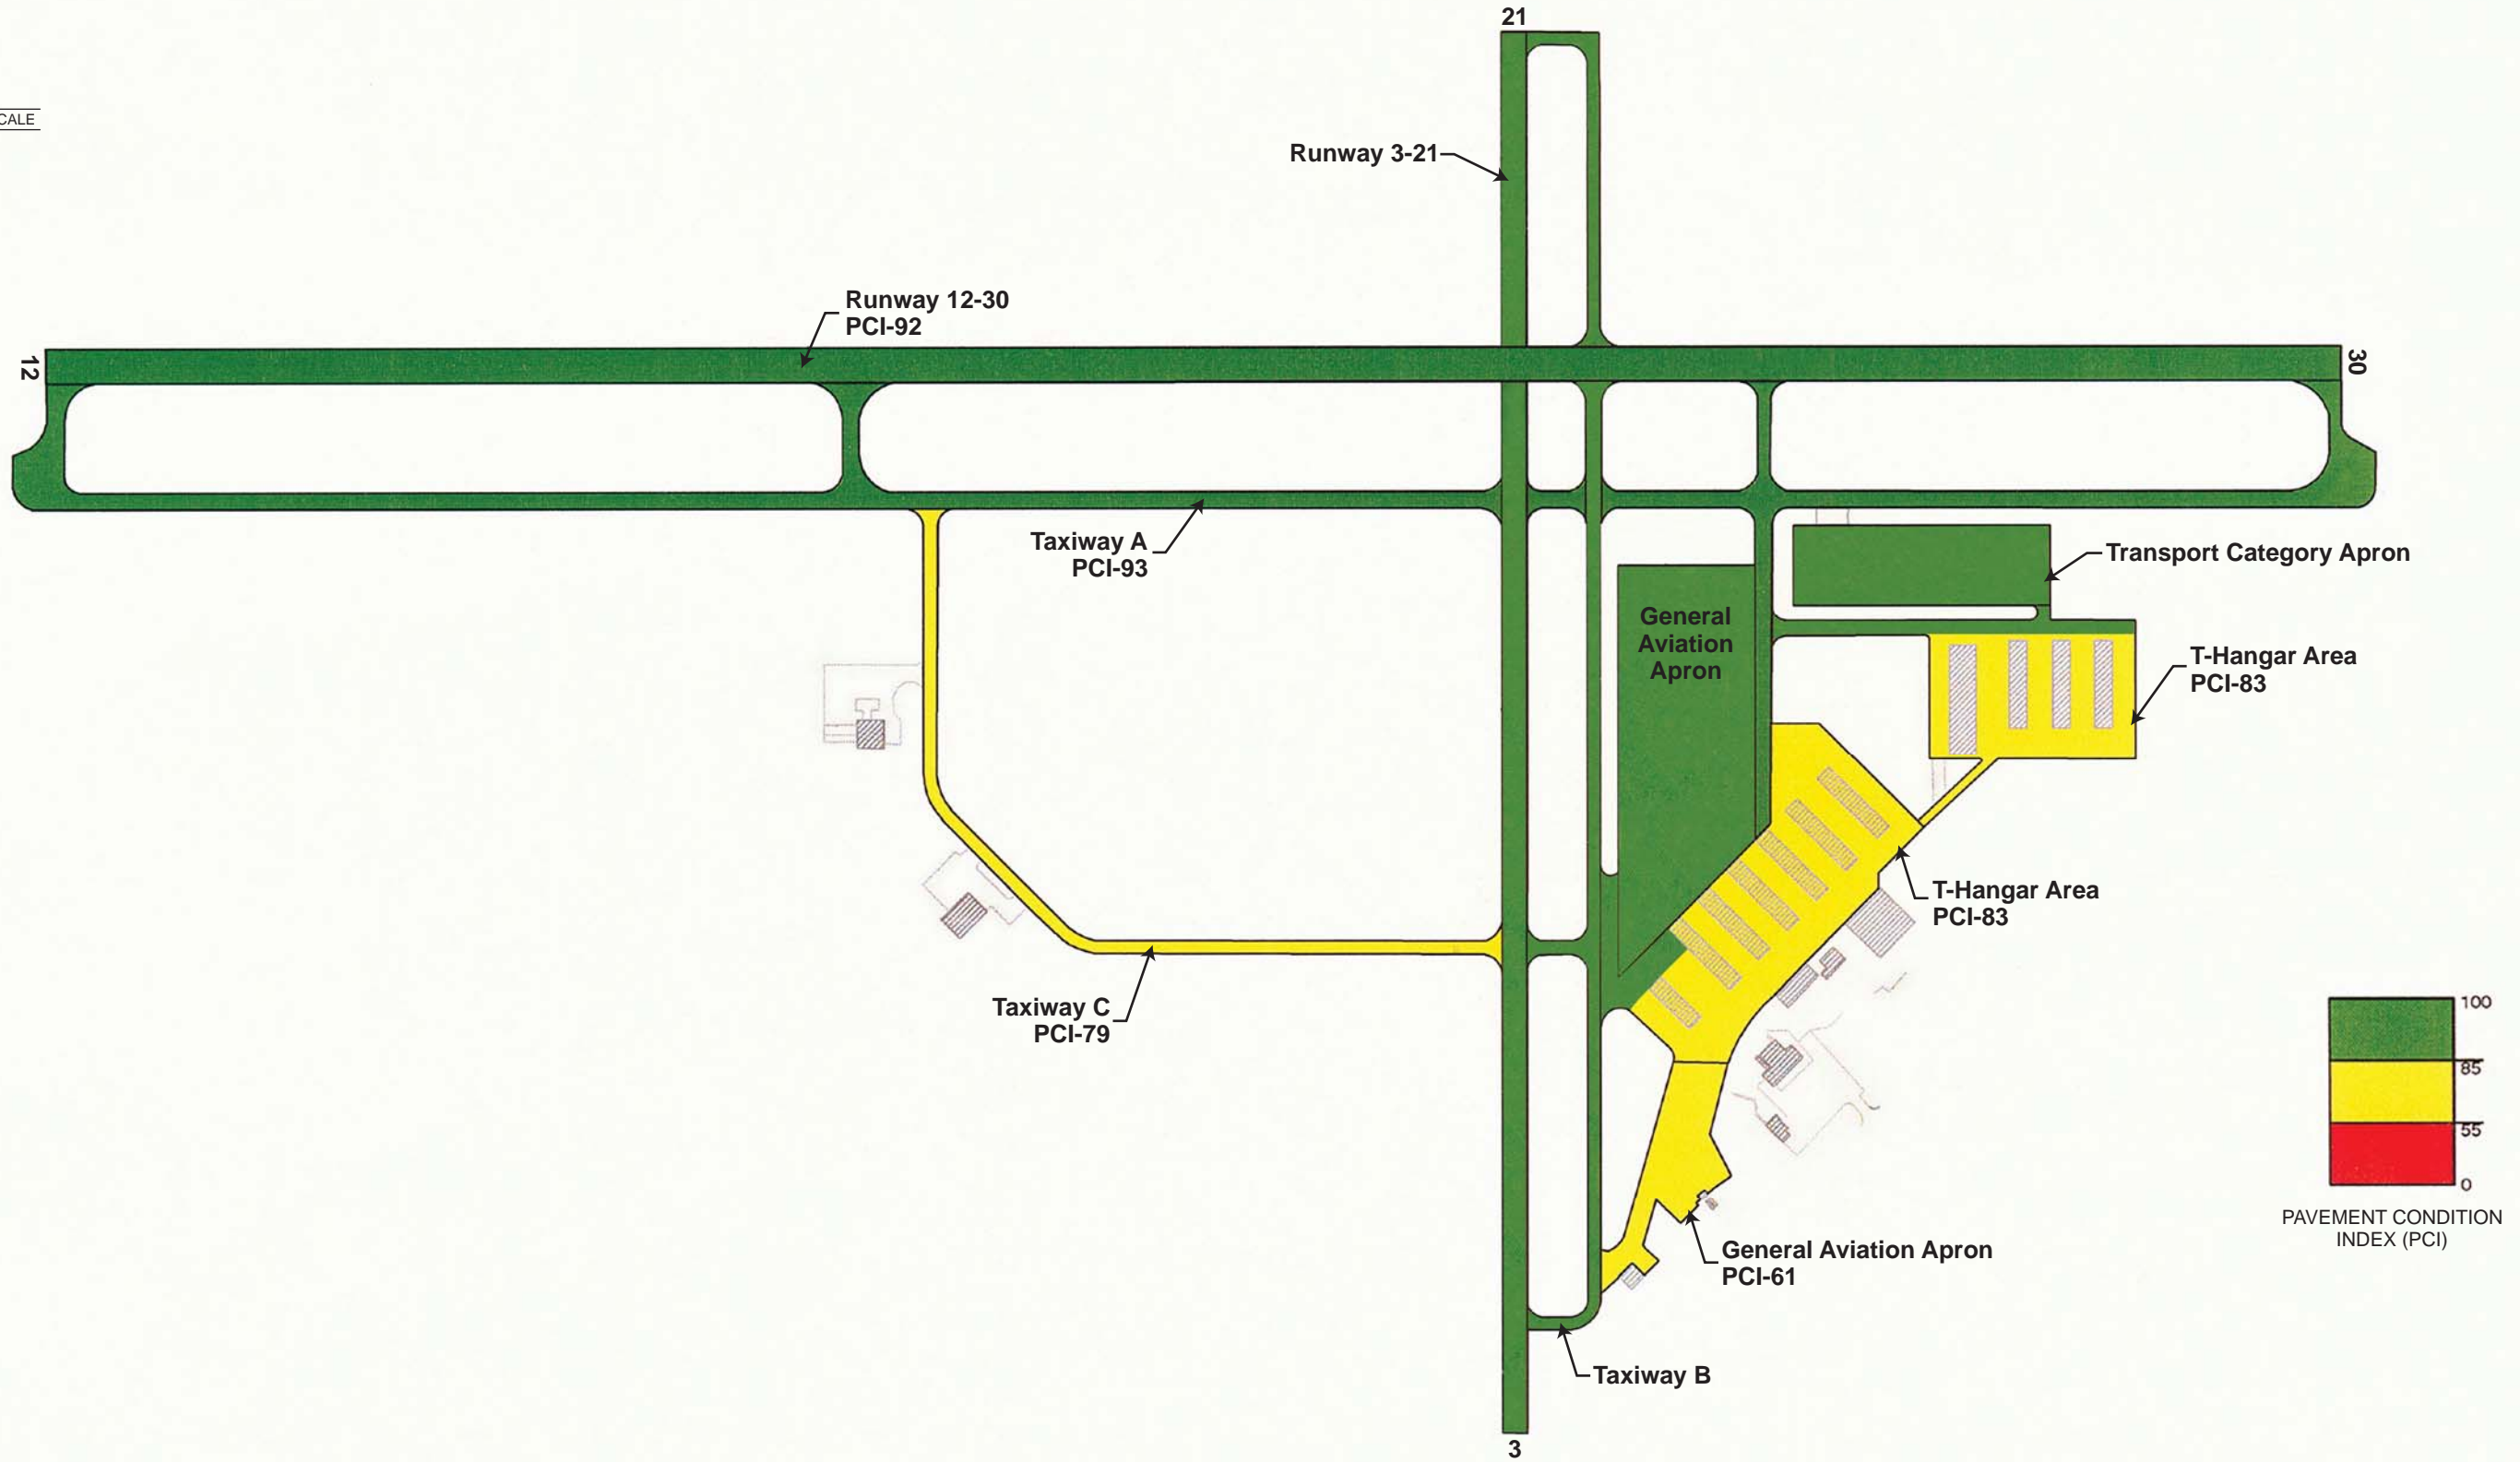 21
CALE
Runway 3-21
Runway 12-30
PCI-92
12
30
Taxiway A
PCI-93
Transport Category Apron
General
Aviation
Apron
T-Hangar Area
PCI-83
T-Hangar Area
PCI-83
Taxiway C
PCI-79
100
85
55
0
PAVEMENT CONDITION
INDEX (PCI)
General Aviation Apron
PCI-61
Taxiway B
3